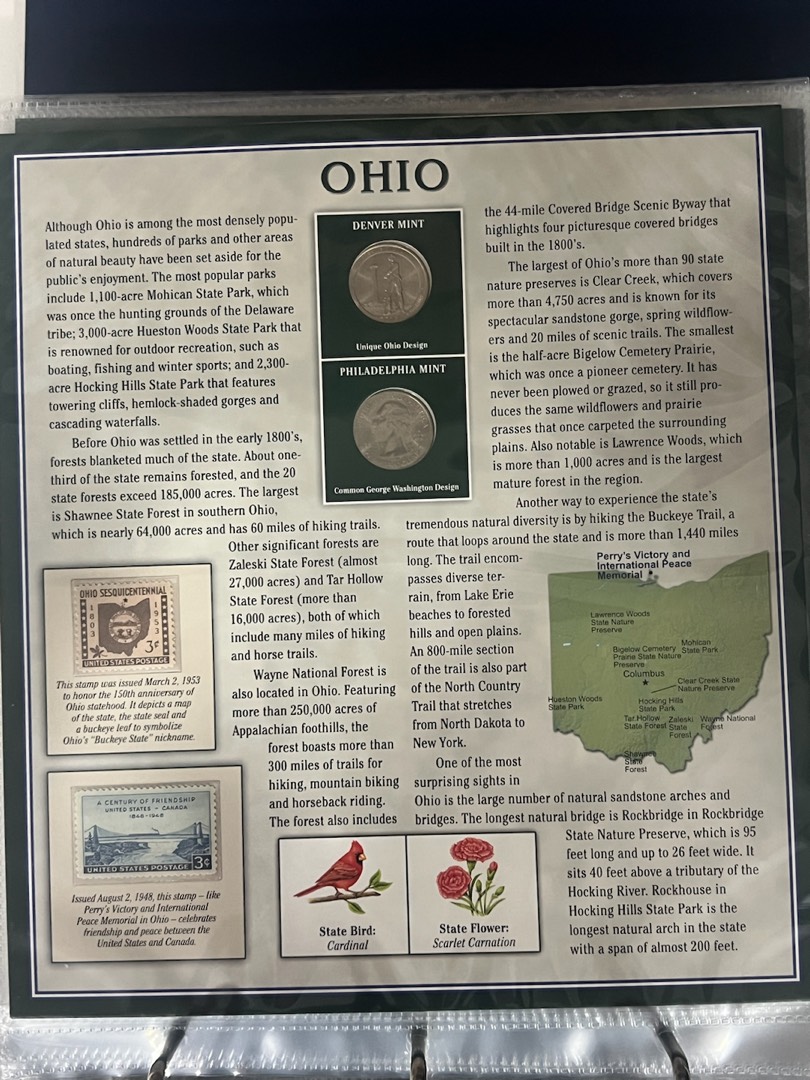 OHIO
Although Ohio is among the most densely popu-
lated states, hundreds of parks and other areas
of natural beauty have been set aside for the
public's enjoyment. The most popular parks
include 1,100-acre Mohican State Park, which
was once the hunting grounds of the Delaware
tribe; 3,000-acre Hueston Woods State Park that
is renowned for outdoor recreation, such as
boating, fishing and winter sports; and 2,300-
acre Hocking Hills State Park that features
towering cliffs, hemlock-shaded gorges and
cascading waterfalls.
Before Ohio was settled in the early 1800's,
forests blanketed much of the state. About one-
third of the state remains forested, and the 20
state forests exceed 185,000 acres. The largest
is Shawnee State Forest in southern Ohio,
which is nearly 64,000 acres and has 60 miles of hiking trails.
Other significant forests are
Zaleski State Forest (almost
27,000 acres) and Tar Hollow
State Forest (more than
16,000 acres), both of which
include many miles of hiking
and horse trails.
Wayne National Forest is
also located in Ohio. Featuring
more than 250,000 acres of
Appalachian foothills, the
forest boasts more than
300 miles of trails for
hiking, mountain biking
and horseback riding.
The forest also includes
the 44-mile Covered Bridge Scenic Byway that
highlights four picturesque covered bridges
built in the 1800's.
The largest of Ohio's more than 90 state
nature preserves is Clear Creek, which covers
more than 4,750 acres and is known for its
spectacular sandstone gorge, spring wildflow-
ers and 20 miles of scenic trails. The smallest
is the half-acre Bigelow Cemetery Prairie,
which was once a pioneer cemetery. It has
never been plowed or grazed, so it still pro-
duces the same wildflowers and prairie
grasses that once carpeted the surrounding
plains. Also notable is Lawrence Woods, which
is more than 1,000 acres and is the largest
mature forest in the region.
Another way to experience the state's
tremendous natural diversity is by hiking the Buckeye Trail, a
route that loops around the state and is more than 1,440 miles
long. The trail encom-
passes diverse ter-
rain, from Lake Erie
beaches to forested
hills and open plains.
An 800-mile section
of the trail is also part
of the North Country
Trail that stretches
from North Dakota to
New York.
One of the most
surprising sights in
Ohio is the large number of natural sandstone arches and
bridges. The longest natural bridge is Rockbridge in Rockbridge
State Nature Preserve, which is 95
feet long and up to 26 feet wide. It
sits 40 feet above a tributary of the
Hocking River. Rockhouse in
Hocking Hills State Park is the
longest natural arch in the state
with a span of almost 200 feet.
DENVER MINT
Unique Ohio Design
PHILADELPHIA MINT
Common George Washington Design
OHIO SESQUICENTENNIAL
1803
1953
3¢
UNITED STATES POSTAGE
This stamp was issued March 2, 1953
to honor the 150th anniversary of
Ohio statehood. It depicts a map
of the state, the state seal and
a buckeye leaf to symbolize
Ohio's "Buckeye State" nickname.
A CENTURY OF FRIENDSHIP
UNITED STATES - CANADA
1848-1948
UNITED STATES POSTAGE 3¢
Issued August 2, 1948, this stamp – like
Perry's Victory and International
Peace Memorial in Ohio – celebrates
friendship and peace between the
United States and Canada.
Perry's Victory and
International Peace
Memorial
Lawrence Woods
State Nature
Preserve
Bigelow Cemetery
Prairie State Nature
Preserve
Mohican
State Park
Columbus
Clear Creek State
Nature Preserve
Hueston Woods
State Park
Hocking Hills
State Park
Tar Hollow
State Forest
Zaleski
State
Forest
Wayne National
Forest
Shawnee
State
Forest
State Bird:
Cardinal
State Flower:
Scarlet Carnation